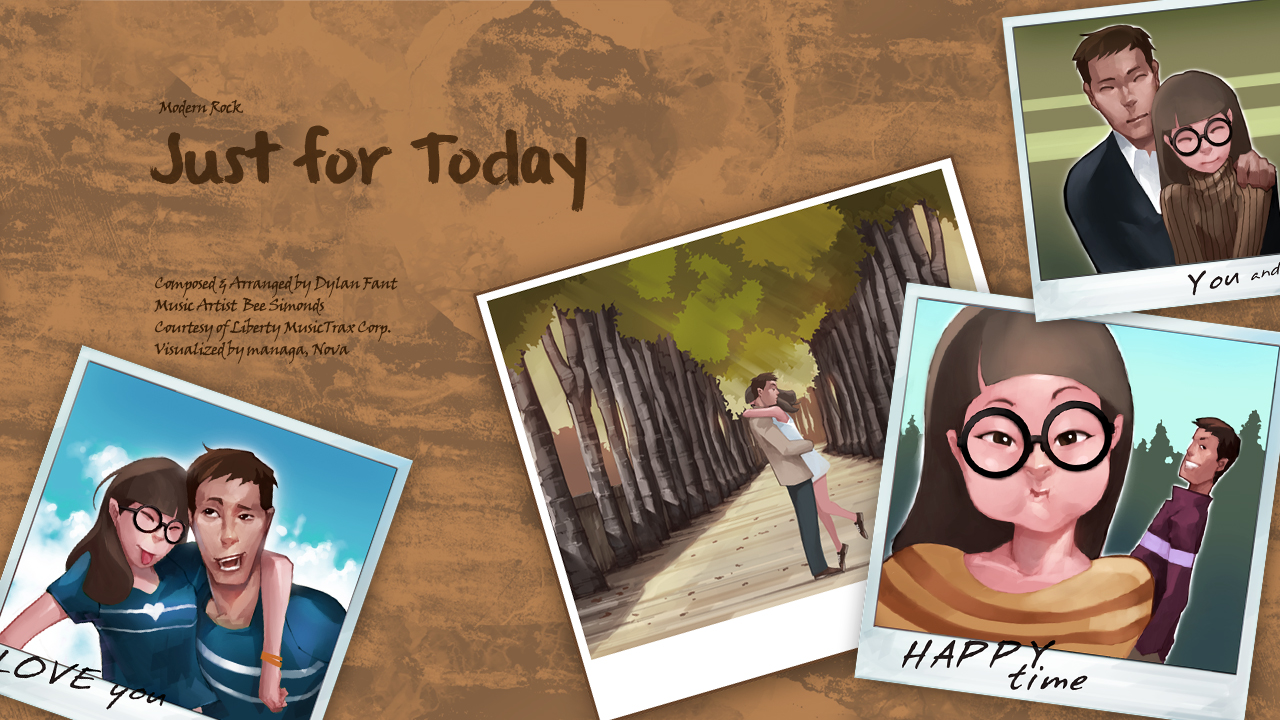 Modern Rock
Just for Today
Composed & Arranged by Dylan Fant
Music Artist Bee Simonds
Courtesy of Liberty MusicTrax Corp.
Visualized by managa, Nova
You and
LOVE you
HAPPY
time